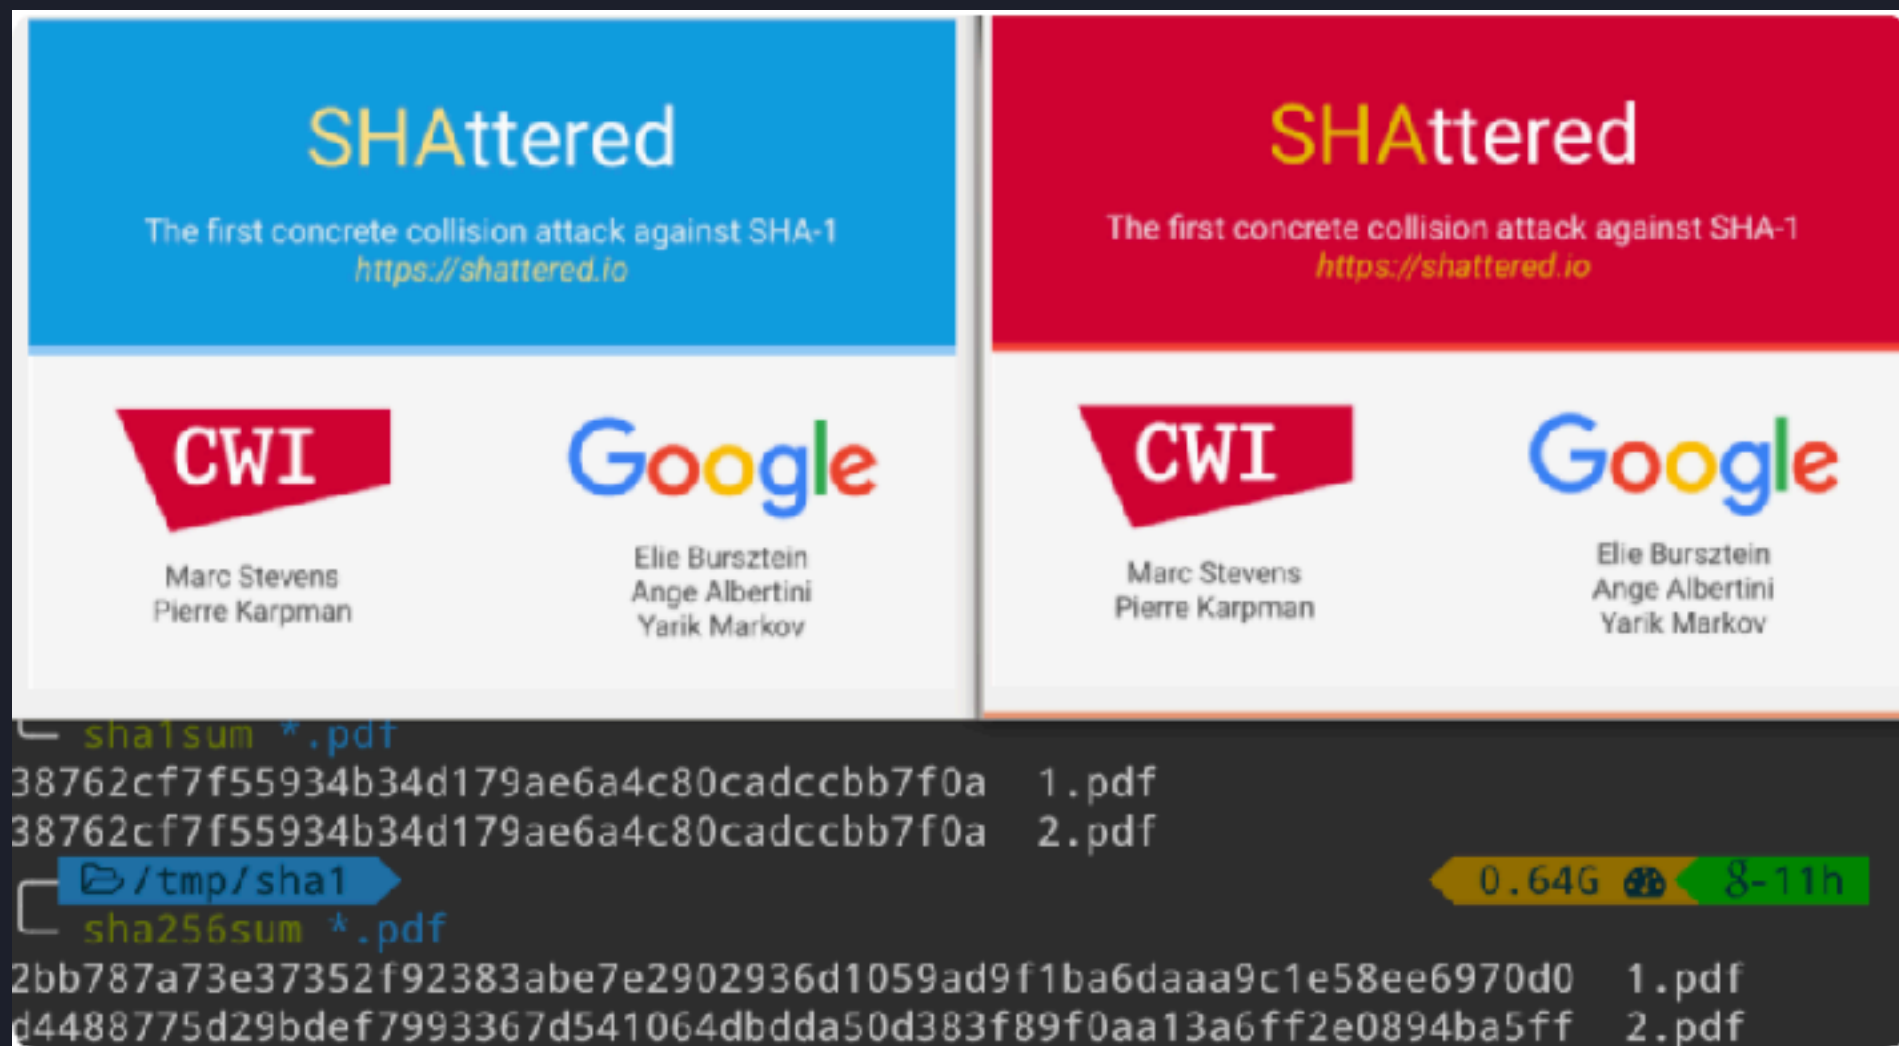 SHAttered
The first concrete collision attack against SHA-1
https://shattered.io
CWI
Marc Stevens
Pierre Karpman
Google
Elie Bursztein
Ange Albertini
Yarik Markov
SHAttered
The first concrete collision attack against SHA-1
https://shattered.io
CWI
Marc Stevens
Pierre Karpman
Google
Elie Bursztein
Ange Albertini
Yarik Markov
sha1sum *.pdf
38762cf7f55934b34d179ae6a4c80cadccbb7f0a 1.pdf
38762cf7f55934b34d179ae6a4c80cadccbb7f0a 2.pdf
/tmp/sha1 0.64G 8-11h
sha256sum *.pdf
2bb787a73e37352f92383abe7e2902936d1059ad9f1ba6daaa9c1e58ee6970d0 1.pdf
d4488775d29bdef7993367d541064dbdda50d383f89f0aa13a6ff2e0894ba5ff 2.pdf